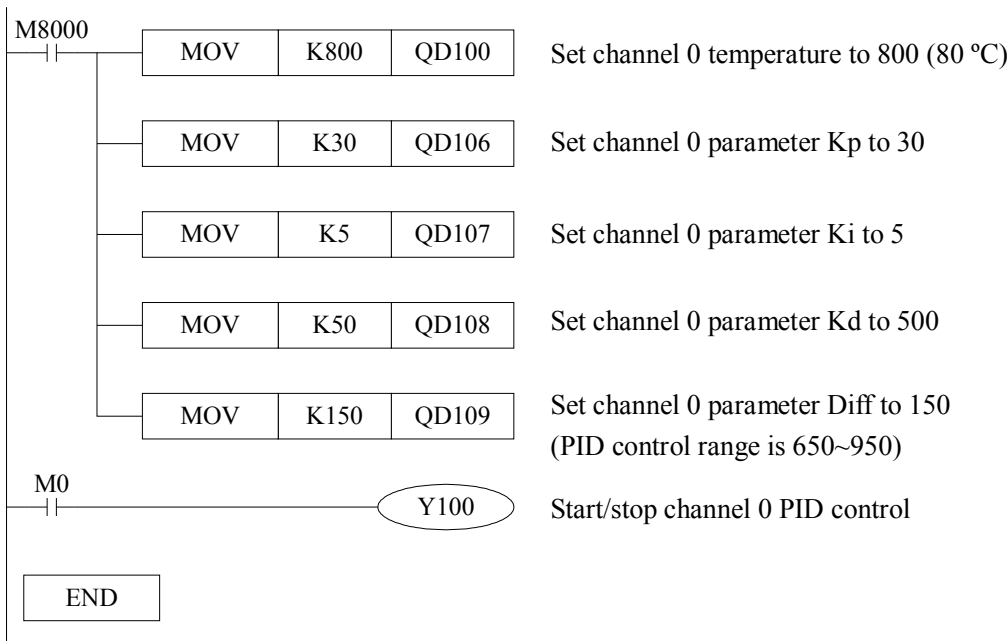 M8000
MOV K800 QD100 Set channel 0 temperature to 800 (80 ºC)
MOV K30 QD106 Set channel 0 parameter Kp to 30
MOV K5 QD107 Set channel 0 parameter Ki to 5
MOV K50 QD108 Set channel 0 parameter Kd to 500
MOV K150 QD109 Set channel 0 parameter Diff to 150
(PID control range is 650~950)
M0
Y100 Start/stop channel 0 PID control
END